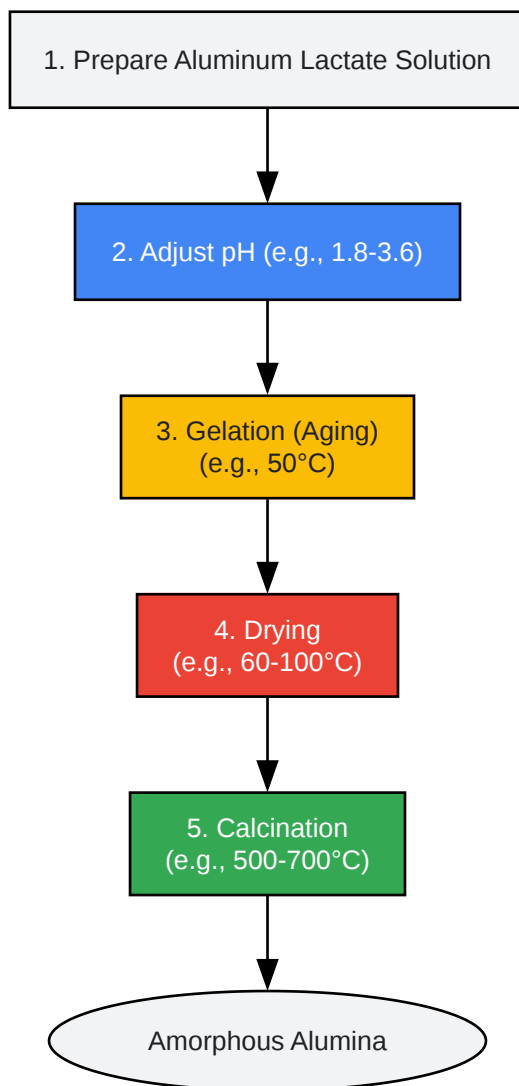 1. Prepare Aluminum Lactate Solution
2. Adjust pH (e.g., 1.8-3.6)
3. Gelation (Aging)
(e.g., 50°C)
4. Drying
(e.g., 60-100°C)
5. Calcination
(e.g., 500-700°C)
Amorphous Alumina